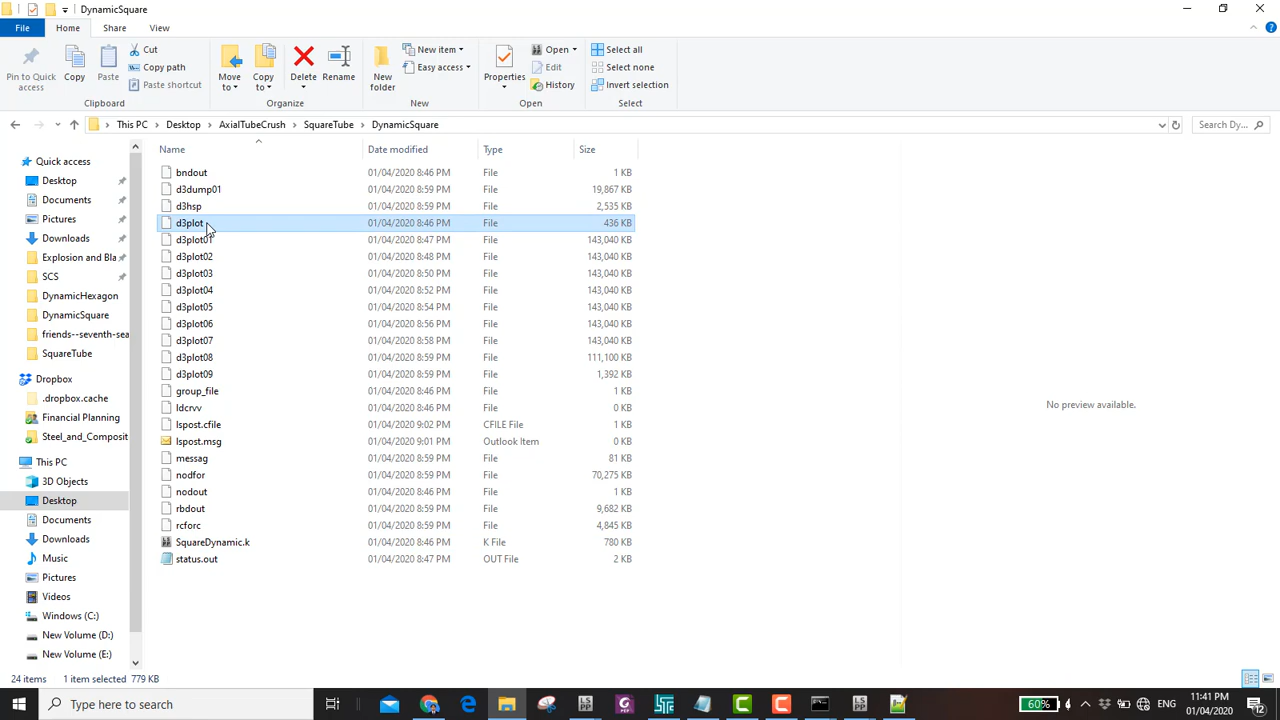 DynamicSquare
File Home Share View
Pin to Quick access
Copy
Paste
Cut
Copy path
Paste shortcut
Clipboard
Move to
Copy to
Delete
Rename
Organize
New folder
New item
Easy access
New
Properties
Open
Edit
History
Open
Select all
Select none
Invert selection
Select
This PC > Desktop > AxialTubeCrush > SquareTube > DynamicSquare
Search Dy...
Quick access
Desktop
Documents
Pictures
Downloads
Explosion and Bla
SCS
DynamicHexagon
DynamicSquare
friends--seventh-sea
SquareTube
Dropbox
.dropbox.cache
Financial Planning
Steel_and_Composit
This PC
3D Objects
Desktop
Documents
Downloads
Music
Pictures
Videos
Windows (C:)
New Volume (D:)
New Volume (E:)
Name Date modified Type Size
bndout 01/04/2020 8:46 PM File 1 KB
d3dump01 01/04/2020 8:59 PM File 19,867 KB
d3hsp 01/04/2020 8:59 PM File 2,535 KB
d3plot 01/04/2020 8:46 PM File 436 KB
d3plot01 01/04/2020 8:47 PM File 143,040 KB
d3plot02 01/04/2020 8:48 PM File 143,040 KB
d3plot03 01/04/2020 8:50 PM File 143,040 KB
d3plot04 01/04/2020 8:52 PM File 143,040 KB
d3plot05 01/04/2020 8:54 PM File 143,040 KB
d3plot06 01/04/2020 8:56 PM File 143,040 KB
d3plot07 01/04/2020 8:58 PM File 143,040 KB
d3plot08 01/04/2020 8:59 PM File 111,100 KB
d3plot09 01/04/2020 8:59 PM File 1,392 KB
group_file 01/04/2020 8:46 PM File 1 KB
ldcrvv 01/04/2020 8:46 PM File 0 KB
lspost.cfile 01/04/2020 9:02 PM CFILE File 1 KB
lspost.msg 01/04/2020 9:01 PM Outlook Item 0 KB
messag 01/04/2020 8:59 PM File 81 KB
nodfor 01/04/2020 8:59 PM File 70,275 KB
nodout 01/04/2020 8:46 PM File 1 KB
rbdout 01/04/2020 8:59 PM File 9,682 KB
rcforc 01/04/2020 8:59 PM File 4,845 KB
SquareDynamic.k 01/04/2020 8:46 PM K File 780 KB
status.out 01/04/2020 8:47 PM OUT File 2 KB
No preview available.
24 items 1 item selected 779 KB
Type here to search
60%
ENG
11:41 PM
01/04/2020
12